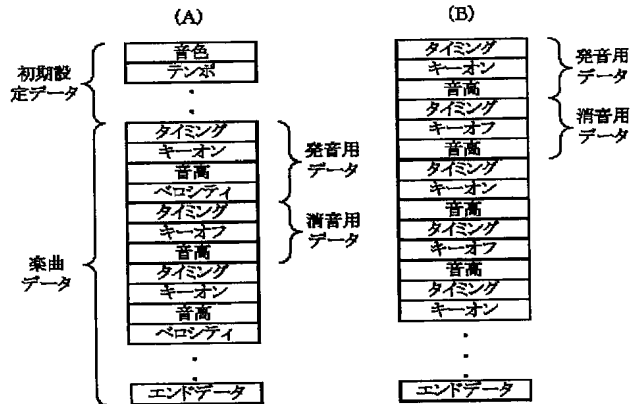 (A)
初期設
定データ
音色
テンポ
楽曲
データ
タイミング
キーオン
音高
ベロシティ
タイミング
キーオフ
音高
タイミング
キーオン
音高
ベロシティ
エンドデータ
発音用
データ
消音用
データ
(B)
タイミング
キーオン
音高
タイミング
キーオフ
音高
タイミング
キーオン
音高
タイミング
キーオフ
音高
タイミング
キーオン
エンドデータ
発音用
データ
消音用
データ